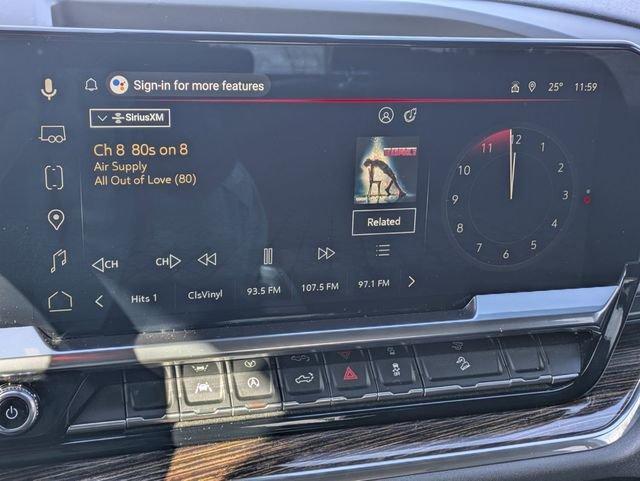 Sign-in for more features
25° 11:59
SiriusXM
Ch 8 80s on 8
Air Supply
All Out of Love (80)
Related
CH CH
Hits 1 ClsVinyl 93.5 FM 107.5 FM 97.1 FM
12
1
2
3
4
5
6
7
8
9
10
11